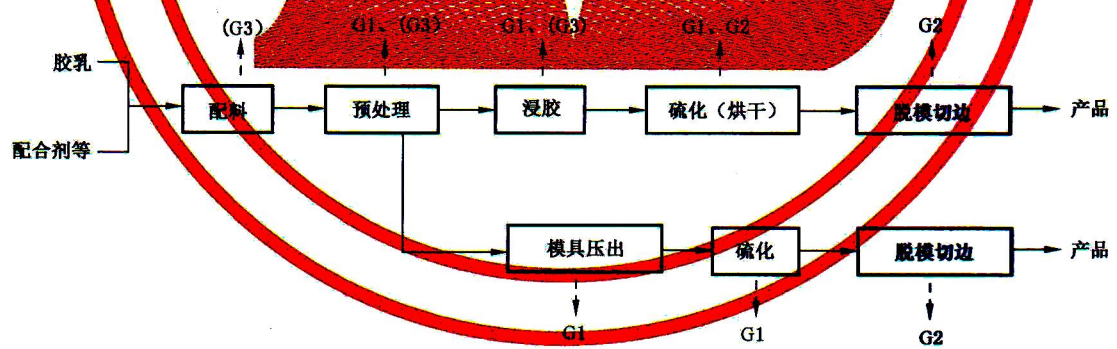 (G3) G1、(G3) G1、(G3) G1、G2 G2
胶乳
配料 预处理 浸胶 硫化（烘干） 脱模切边 产品
配合剂等
模具压出 硫化 脱模切边 产品
G1 G1 G2